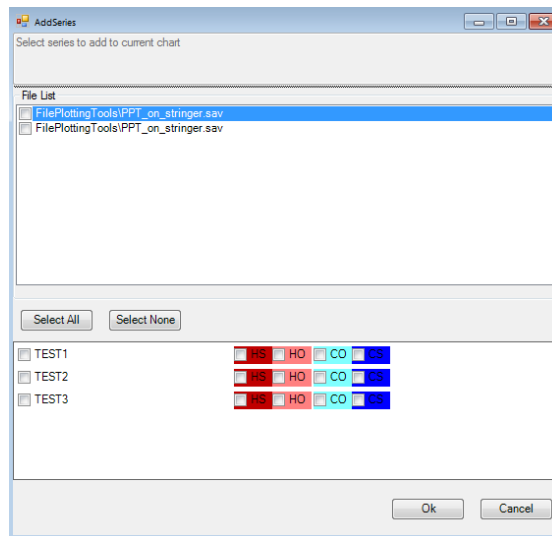 AddSeries
Select series to add to current chart
File List
FilePlottingTools\PPT_on_stringer.sav
FilePlottingTools\PPT_on_stringer.sav
Select All Select None
TEST1 HS HO CO CS
TEST2 HS HO CO CS
TEST3 HS HO CO CS
Ok Cancel